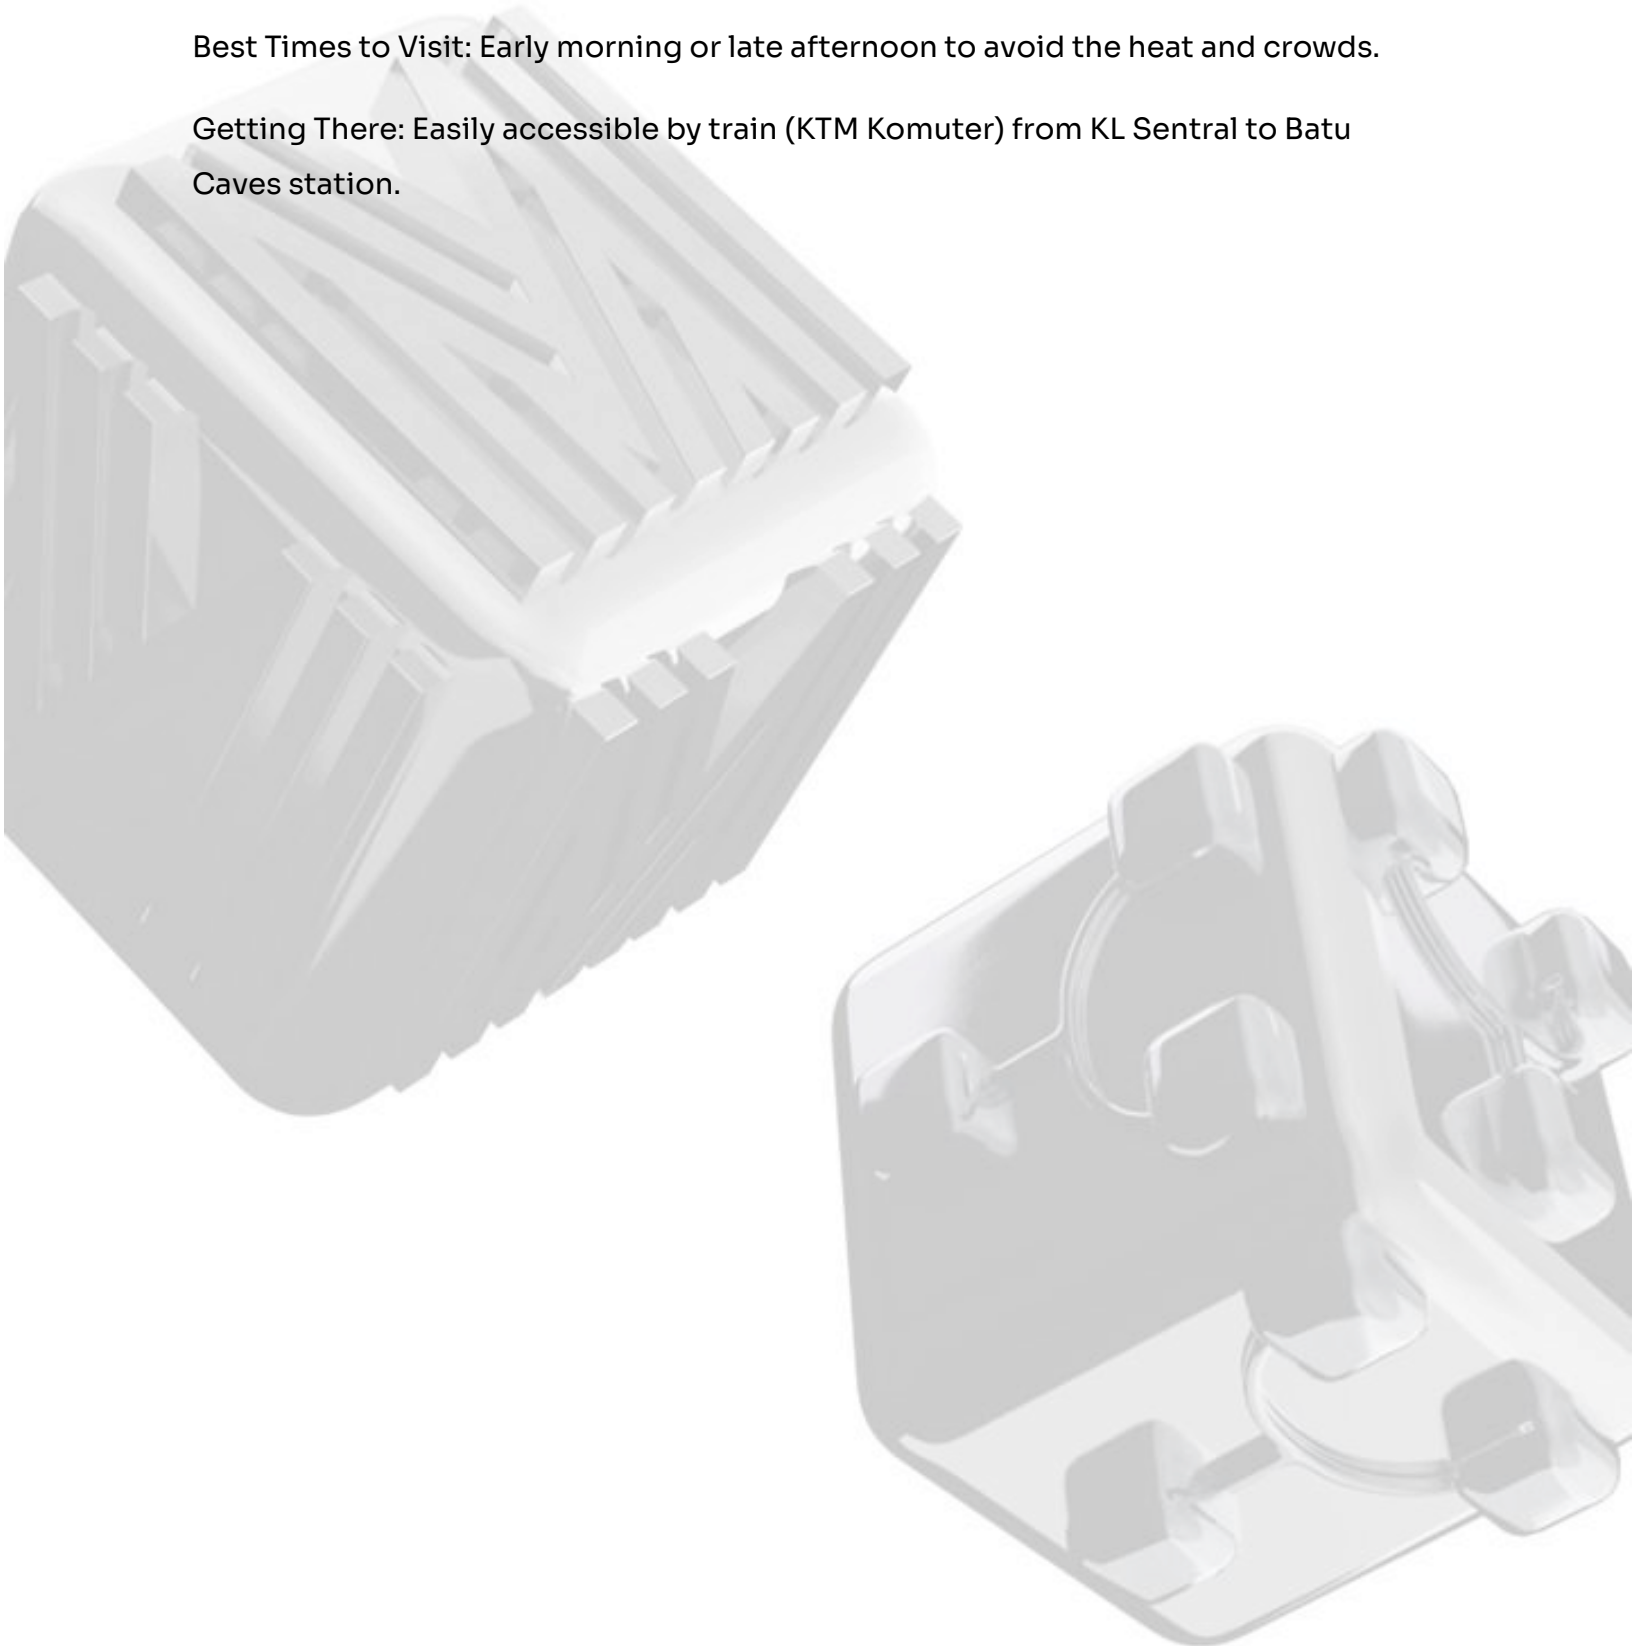 Best Times to Visit: Early morning or late afternoon to avoid the heat and crowds.
Getting There: Easily accessible by train (KTM Komuter) from KL Sentral to Batu
Caves station.